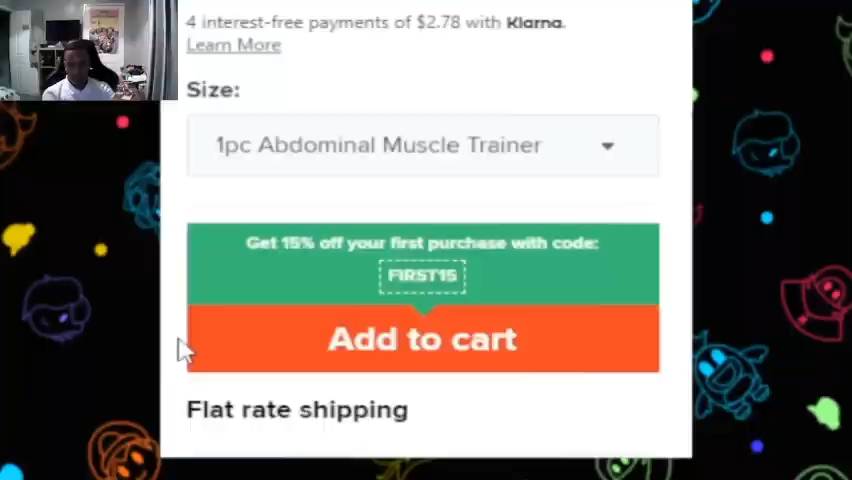 4 interest-free payments of $2.78 with Klarna.
Learn More
Size:
1pc Abdominal Muscle Trainer
Get 15% off your first purchase with code:
FIRST15
Add to cart
Flat rate shipping